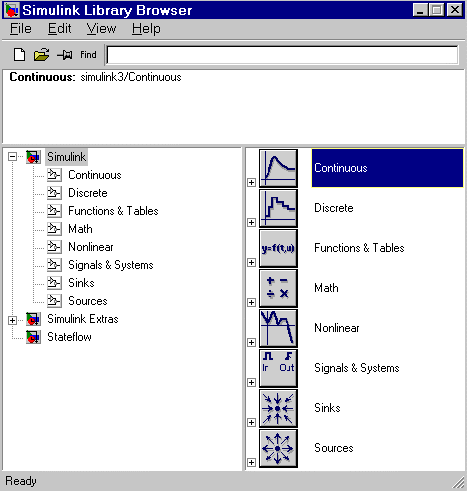 Simulink Library Browser
File Edit View Help
Find
Continuous: simulink3/Continuous
Simulink
Continuous
Discrete
Functions & Tables
Math
Nonlinear
Signals & Systems
Sinks
Sources
Simulink Extras
Stateflow
Continuous
Discrete
y=f(t,u) Functions & Tables
+ −
÷ × Math
Nonlinear
In Out Signals & Systems
Sinks
Sources
Ready